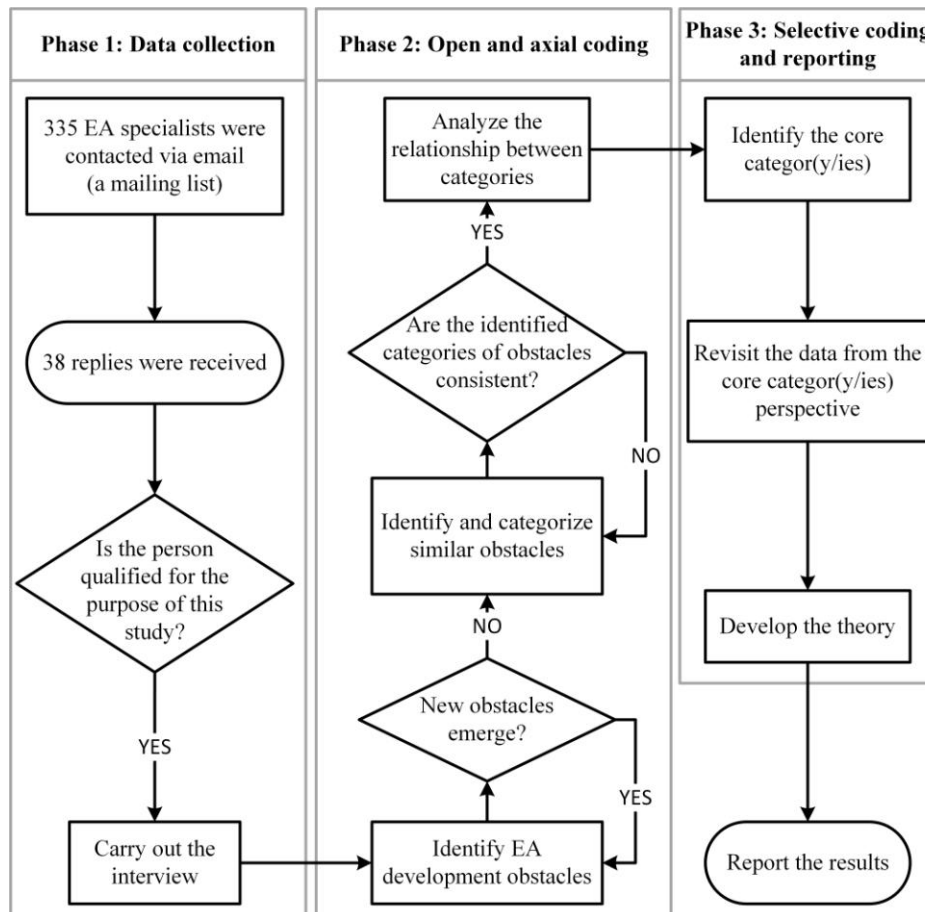 Phase 1: Data collection
335 EA specialists were
contacted via email
(a mailing list)
38 replies were received
Is the person
qualified for the
purpose of this
study?
YES
Carry out the
interview
Phase 2: Open and axial coding
Analyze the
relationship between
categories
YES
Are the identified
categories of obstacles
consistent?
NO
Identify and categorize
similar obstacles
NO
New obstacles
emerge?
YES
Identify EA
development obstacles
Phase 3: Selective coding
and reporting
Identify the core
categor(y/ies)
Revisit the data from the
core categor(y/ies)
perspective
Develop the theory
Report the results